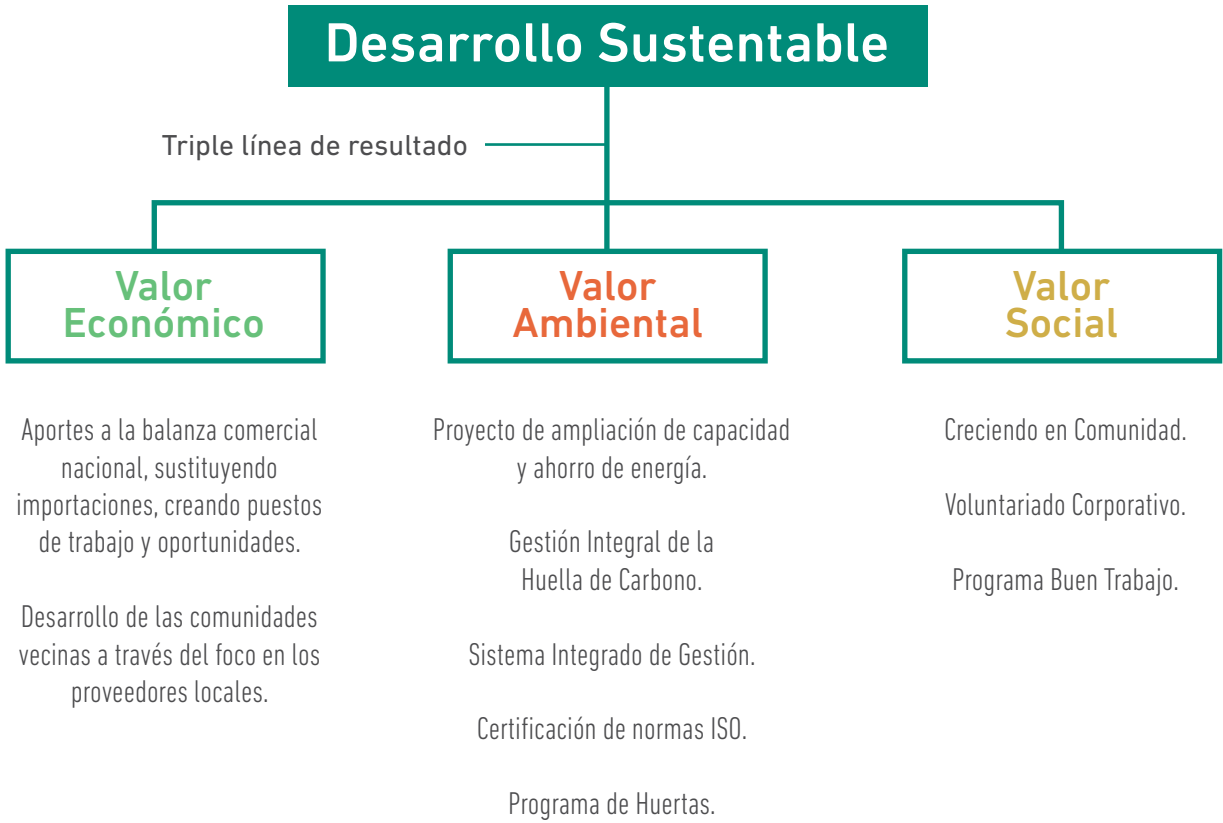 Desarrollo Sustentable
Triple línea de resultado
Valor
Económico
Aportes a la balanza comercial
nacional, sustituyendo
importaciones, creando puestos
de trabajo y oportunidades.
Desarrollo de las comunidades
vecinas a través del foco en los
proveedores locales.
Valor
Ambiental
Proyecto de ampliación de capacidad
y ahorro de energía.
Gestión Integral de la
Huella de Carbono.
Sistema Integrado de Gestión.
Certificación de normas ISO.
Programa de Huertas.
Valor
Social
Creciendo en Comunidad.
Voluntariado Corporativo.
Programa Buen Trabajo.